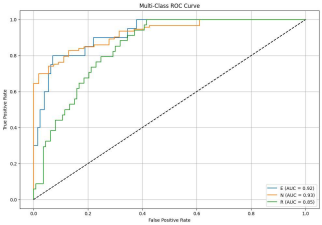 Multi-Class ROC Curve
True Positive Rate
1.0
0.8
0.6
0.4
0.2
0.0
0.0 0.2 0.4 0.6 0.8 1.0
False Positive Rate
E (AUC = 0.92)
N (AUC = 0.93)
R (AUC = 0.85)